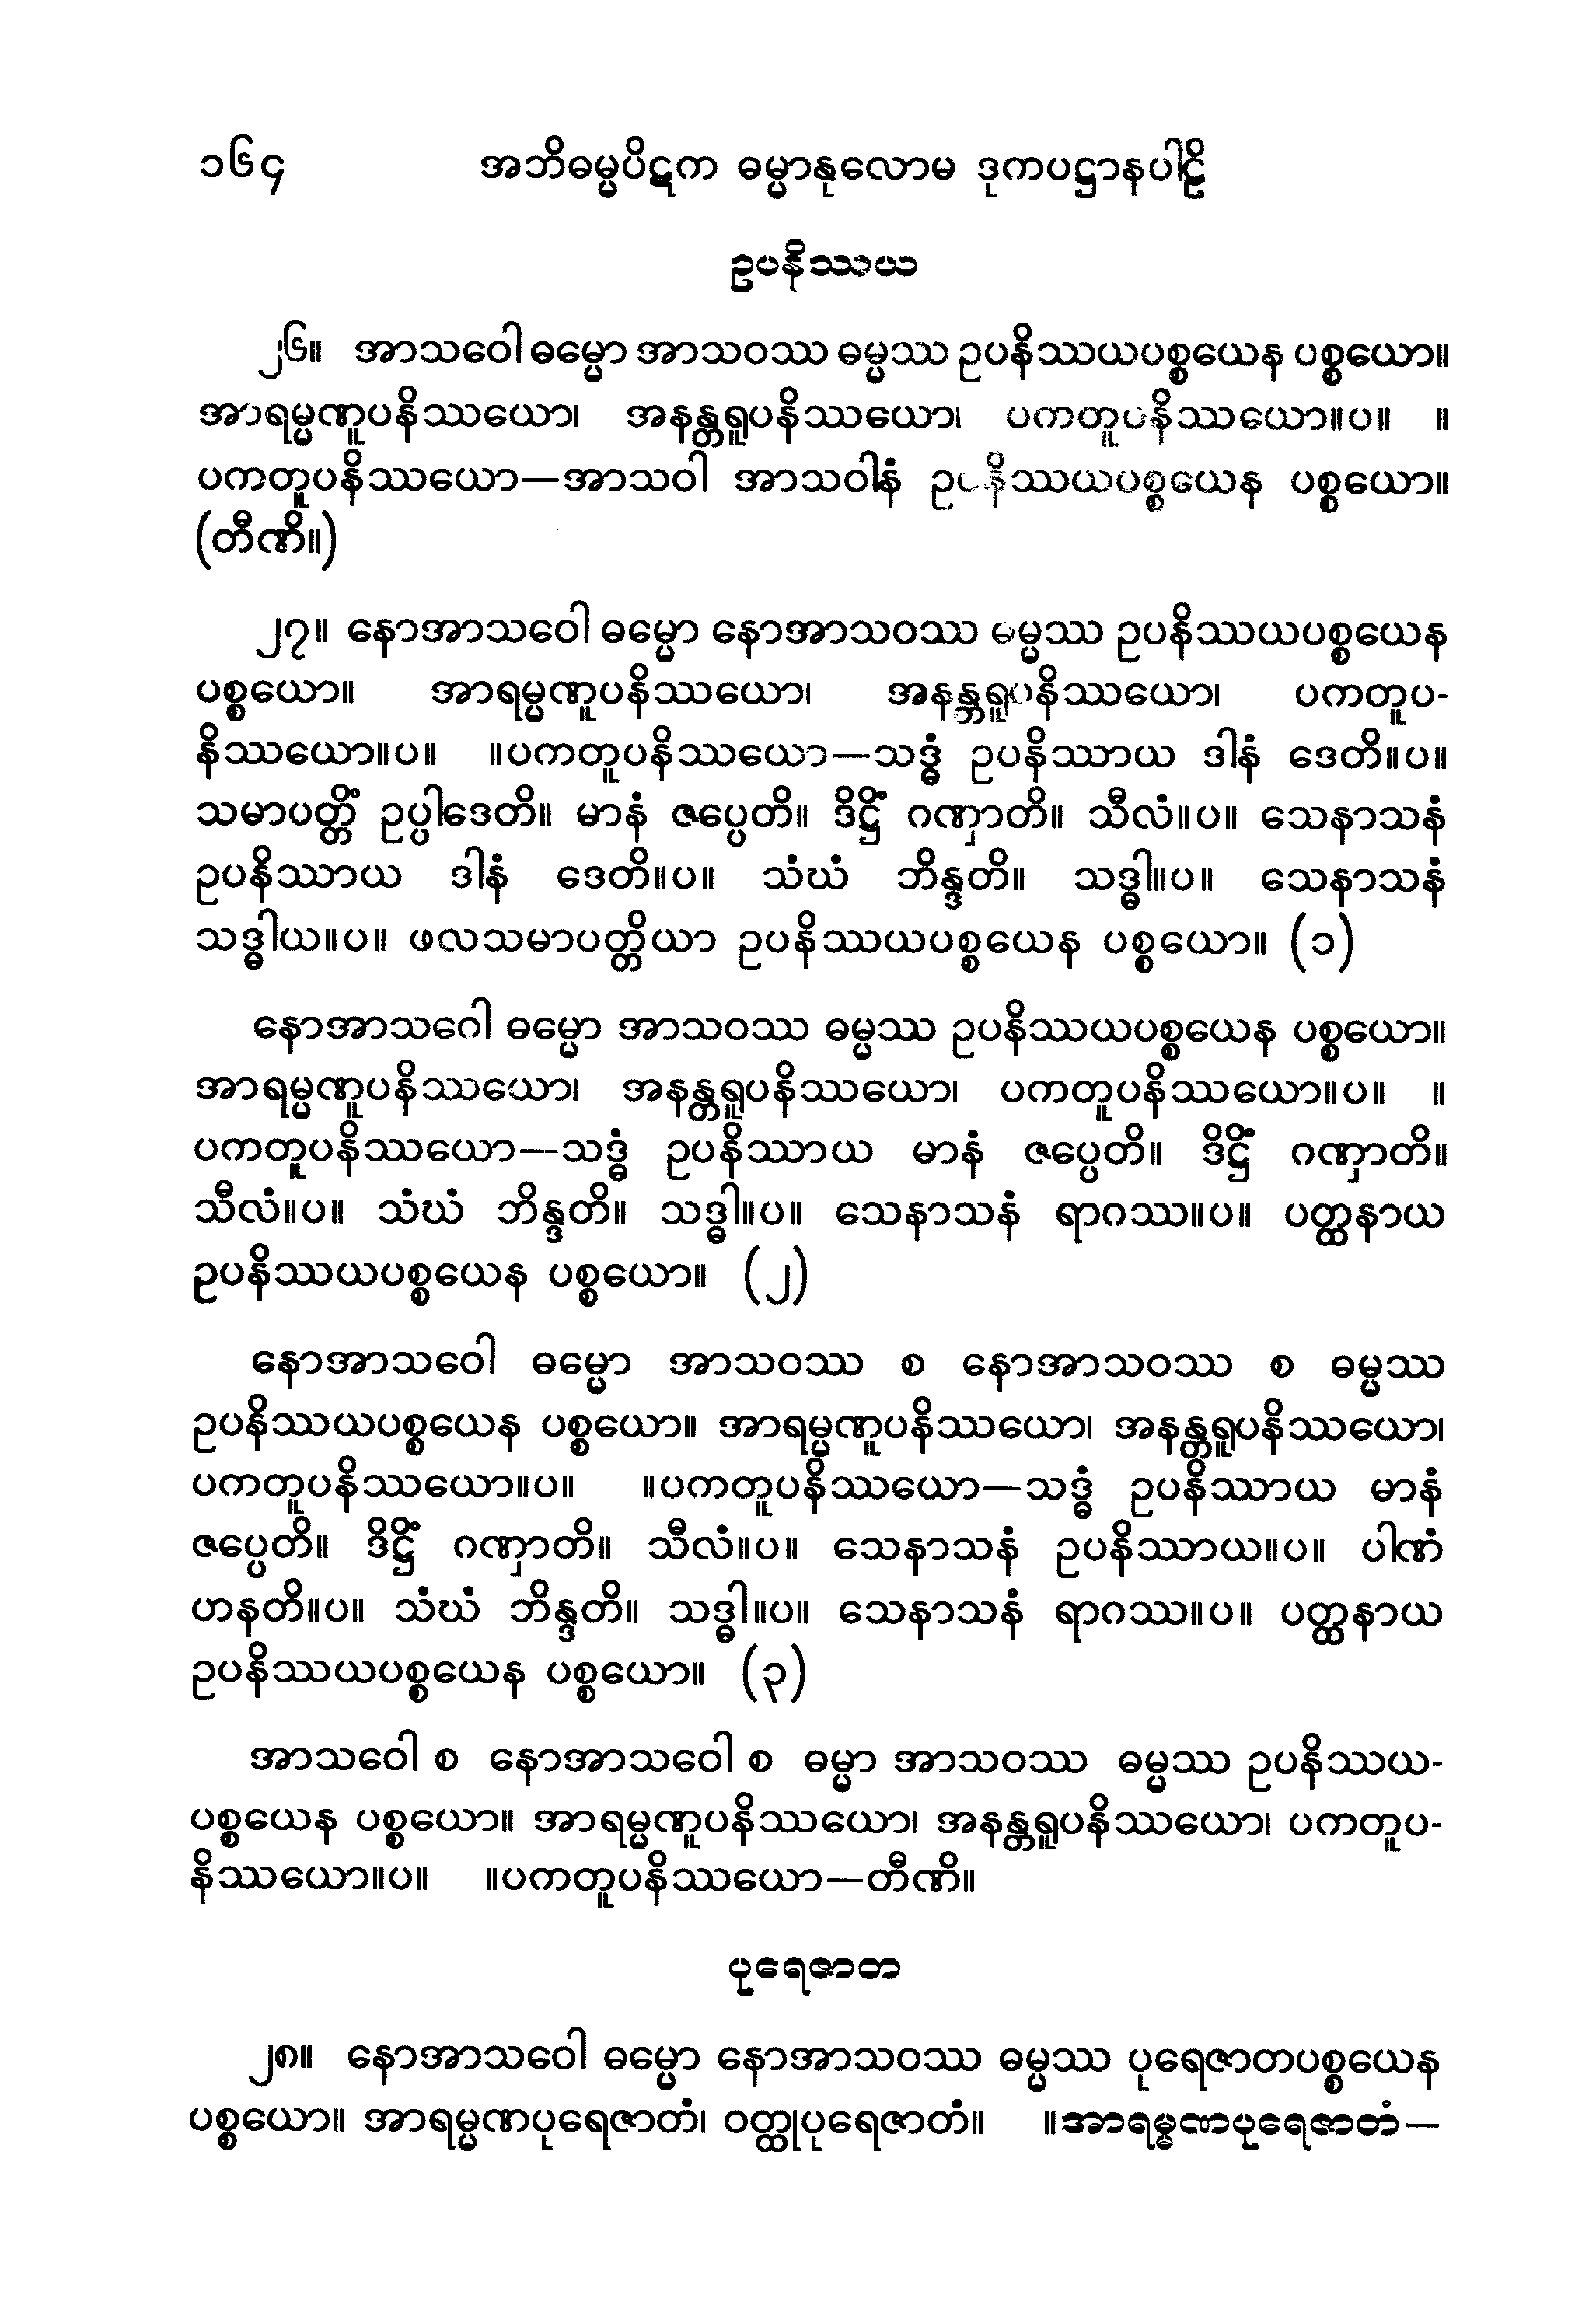 ၁၆၄ အဘိဓမ္မပိဋက ဓမ္မာနုလောမ ဒုကပဋ္ဌာနပါဠိ
ဥပနိဿယ
၂၆။ အာသဝေါ ဓမ္မော အာသဝဿ ဓမ္မဿ ဥပနိဿယပစ္စယေန ပစ္စယော။
အာရမ္မဏူပနိဿယော၊ အနန္တရူပနိဿယော၊ ပကတူပနိဿယော။ပ။ ။
ပကတူပနိဿယော—အာသဝါ အာသဝါနံ ဥပနိဿယပစ္စယေန ပစ္စယော။
(တီဏိ။)
၂၇။ နောအာသဝေါ ဓမ္မော နောအာသဝဿ ဓမ္မဿ ဥပနိဿယပစ္စယေန
ပစ္စယော။ အာရမ္မဏူပနိဿယော၊ အနန္တရူပနိဿယော၊ ပကတူပ-
နိဿယော။ပ။ ။ပကတူပနိဿယော—သဒ္ဓံ ဥပနိဿာယ ဒါနံ ဒေတိ။ပ။
သမာပတ္တိံ ဥပ္ပါဒေတိ။ မာနံ ဇပ္ပေတိ။ ဒိဋ္ဌိံ ဂဏှာတိ။ သီလံ။ပ။ သေနာသနံ
ဥပနိဿာယ ဒါနံ ဒေတိ။ပ။ သံဃံ ဘိန္ဒတိ။ သဒ္ဓါ။ပ။ သေနာသနံ
သဒ္ဓါယ။ပ။ ဖလသမာပတ္တိယာ ဥပနိဿယပစ္စယေန ပစ္စယော။ (၁)
နောအာသဂေါ ဓမ္မော အာသဝဿ ဓမ္မဿ ဥပနိဿယပစ္စယေန ပစ္စယော။
အာရမ္မဏူပနိဿယော၊ အနန္တရူပနိဿယော၊ ပကတူပနိဿယော။ပ။ ။
ပကတူပနိဿယော—သဒ္ဓံ ဥပနိဿာယ မာနံ ဇပ္ပေတိ။ ဒိဋ္ဌိံ ဂဏှာတိ။
သီလံ။ပ။ သံဃံ ဘိန္ဒတိ။ သဒ္ဓါ။ပ။ သေနာသနံ ရာဂဿ။ပ။ ပတ္ထနာယ
ဥပနိဿယပစ္စယေန ပစ္စယော။ (၂)
နောအာသဝေါ ဓမ္မော အာသဝဿ စ နောအာသဝဿ စ ဓမ္မဿ
ဥပနိဿယပစ္စယေန ပစ္စယော။ အာရမ္မဏူပနိဿယော၊ အနန္တရူပနိဿယော၊
ပကတူပနိဿယော။ပ။ ။ပကတူပနိဿယော—သဒ္ဓံ ဥပနိဿာယ မာနံ
ဇပ္ပေတိ။ ဒိဋ္ဌိံ ဂဏှာတိ။ သီလံ။ပ။ သေနာသနံ ဥပနိဿာယ။ပ။ ပါဏံ
ဟနတိ။ပ။ သံဃံ ဘိန္ဒတိ။ သဒ္ဓါ။ပ။ သေနာသနံ ရာဂဿ။ပ။ ပတ္ထနာယ
ဥပနိဿယပစ္စယေန ပစ္စယော။ (၃)
အာသဝေါ စ နောအာသဝေါ စ ဓမ္မာ အာသဝဿ ဓမ္မဿ ဥပနိဿယ-
ပစ္စယေန ပစ္စယော။ အာရမ္မဏူပနိဿယော၊ အနန္တရူပနိဿယော၊ ပကတူပ-
နိဿယော။ပ။ ။ပကတူပနိဿယော—တီဏိ။
ပုရေဇာတ
၂၈။ နောအာသဝေါ ဓမ္မော နောအာသဝဿ ဓမ္မဿ ပုရေဇာတပစ္စယေန
ပစ္စယော။ အာရမ္မဏပုရေဇာတံ၊ ဝတ္ထုပုရေဇာတံ။ ။အာရမ္မဏပုရေဇာတံ—